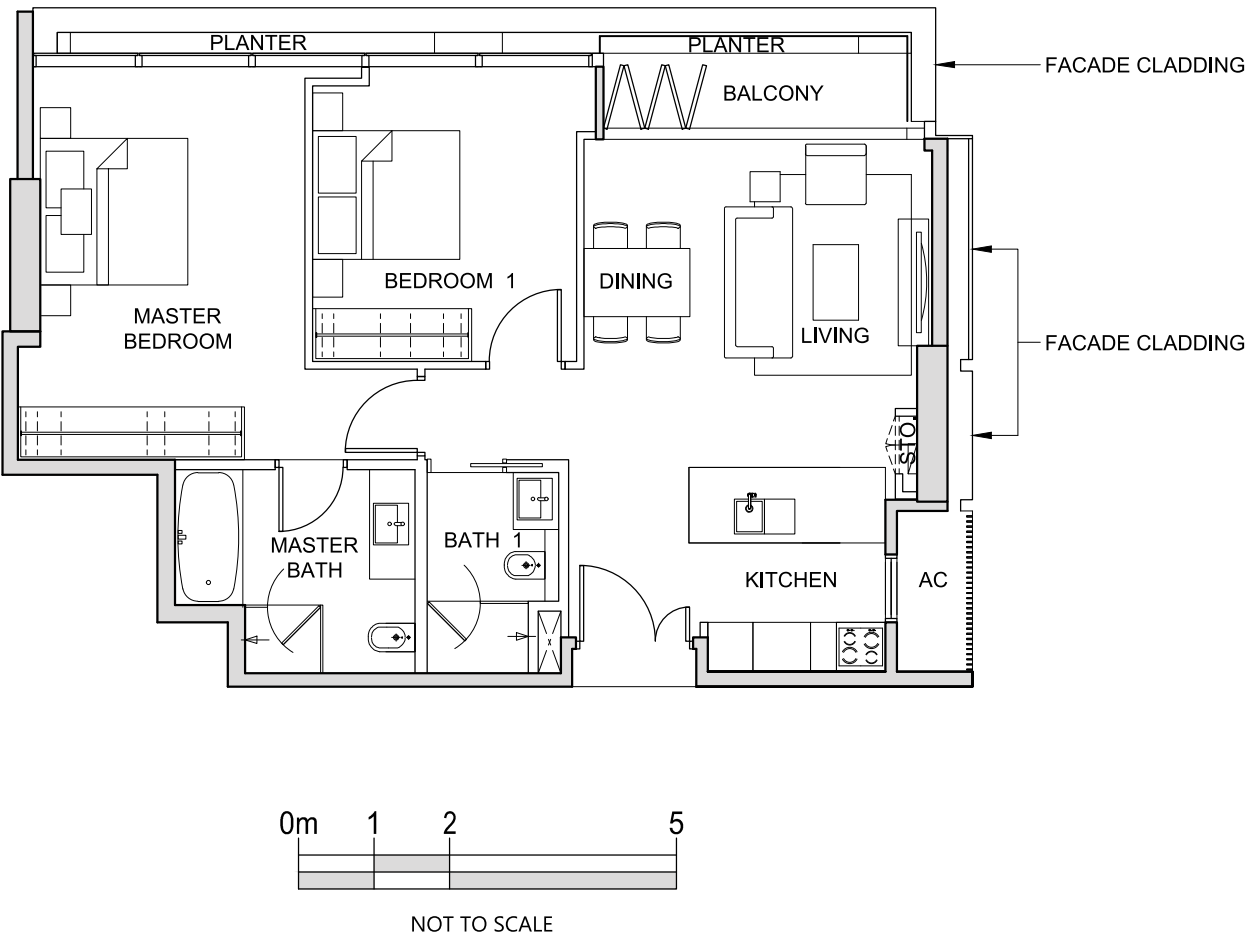 PLANTER
PLANTER
FACADE CLADDING
BALCONY
BEDROOM 1
DINING
MASTER
BEDROOM
LIVING
FACADE CLADDING
STO.
MASTER
BATH
BATH 1
KITCHEN
AC
0m 1 2 5
NOT TO SCALE